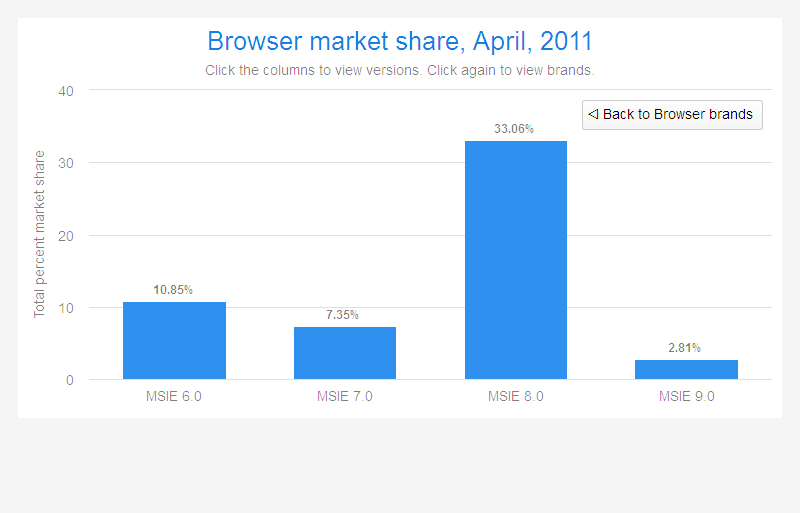 Browser market share, April, 2011
Click the columns to view versions. Click again to view brands.
Total percent market share
40
30
20
10
0
Back to Browser brands
10.85%
7.35%
33.06%
2.81%
MSIE 6.0
MSIE 7.0
MSIE 8.0
MSIE 9.0